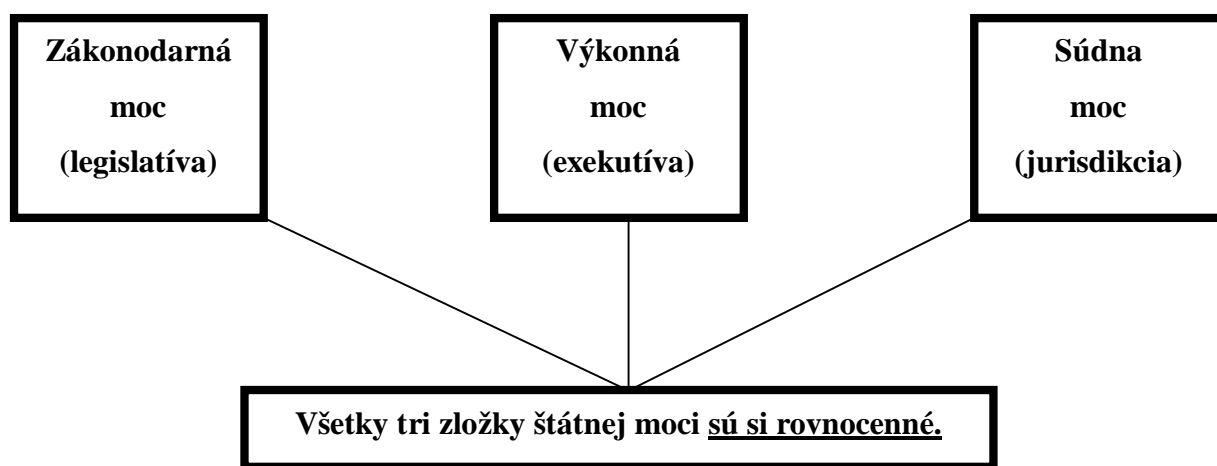 Zákonodarná
moc
(legislatíva)
Výkonná
moc
(exekutíva)
Súdna
moc
(jurisdikcia)
Všetky tri zložky štátnej moci sú si rovnocenné.